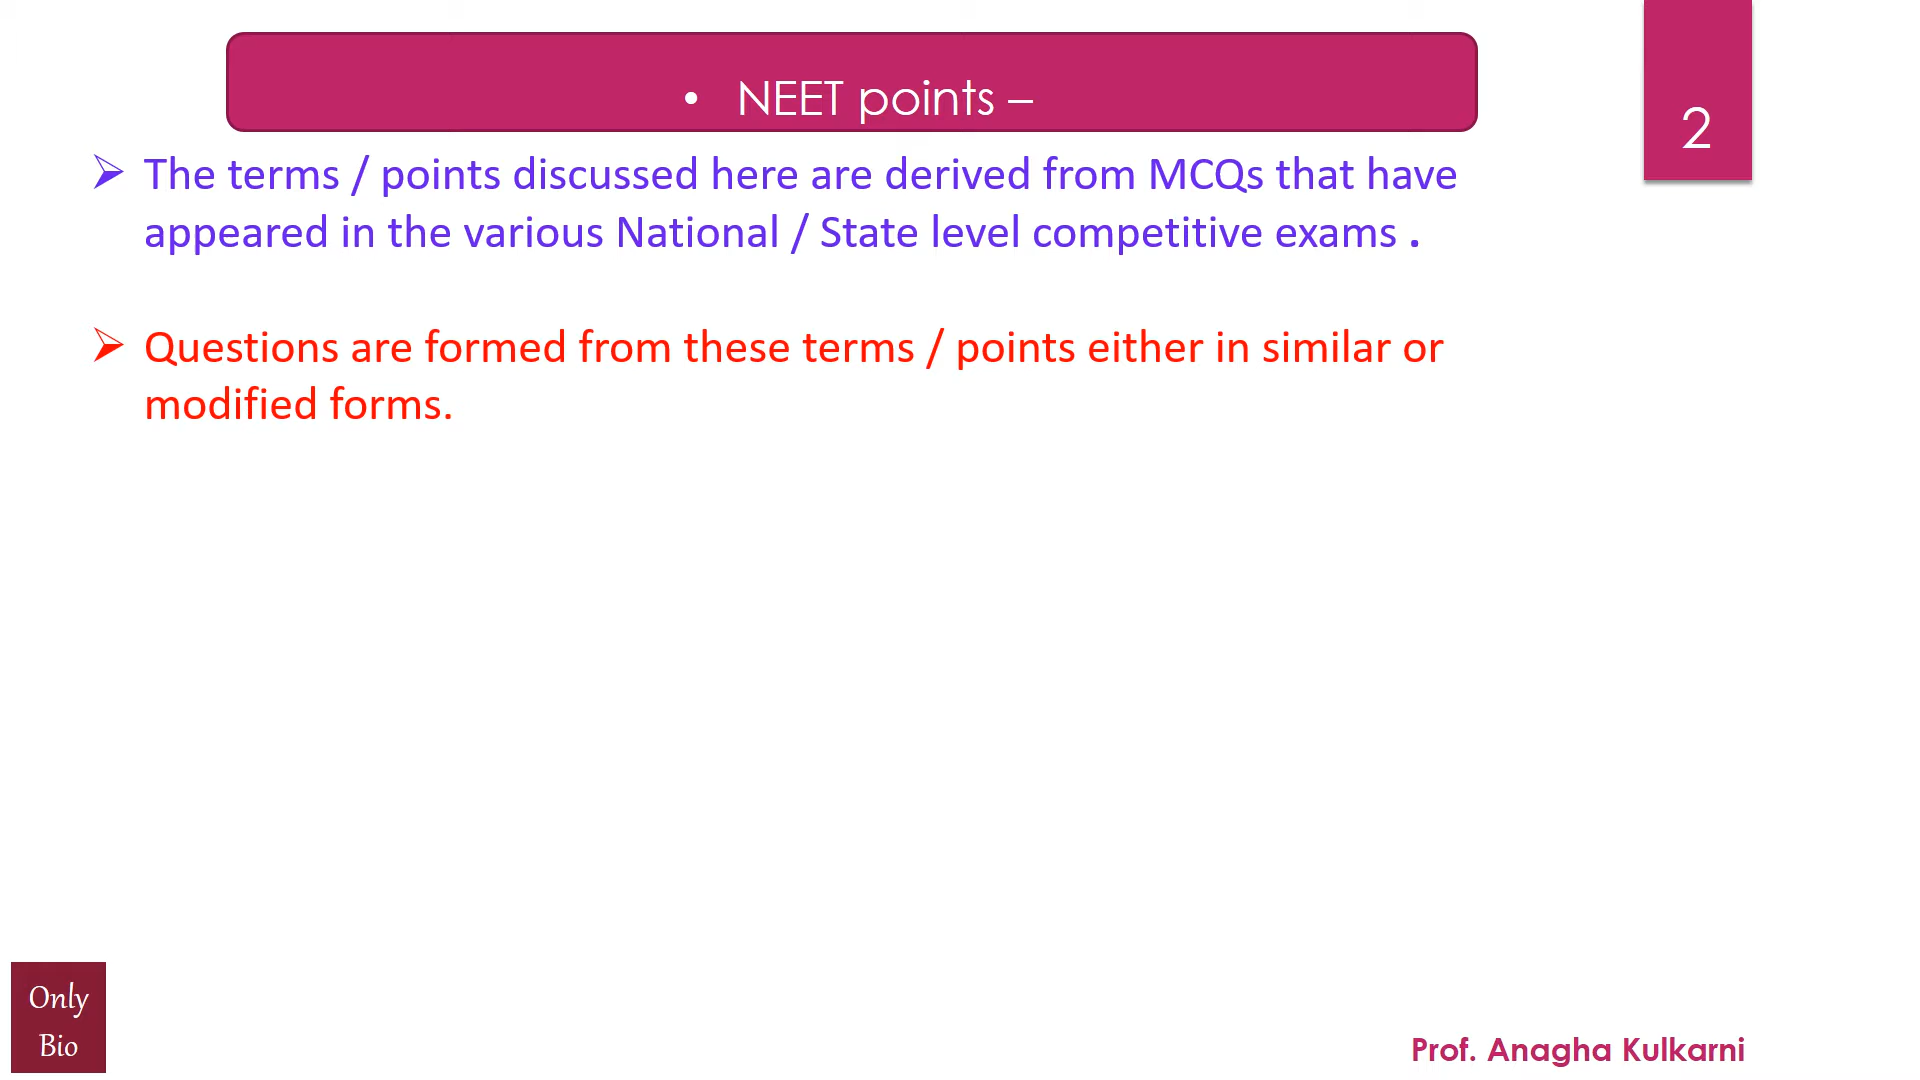 • NEET points –
2
➢ The terms / points discussed here are derived from MCQs that have
appeared in the various National / State level competitive exams .
➢ Questions are formed from these terms / points either in similar or
modified forms.
Only
Bio
Prof. Anagha Kulkarni